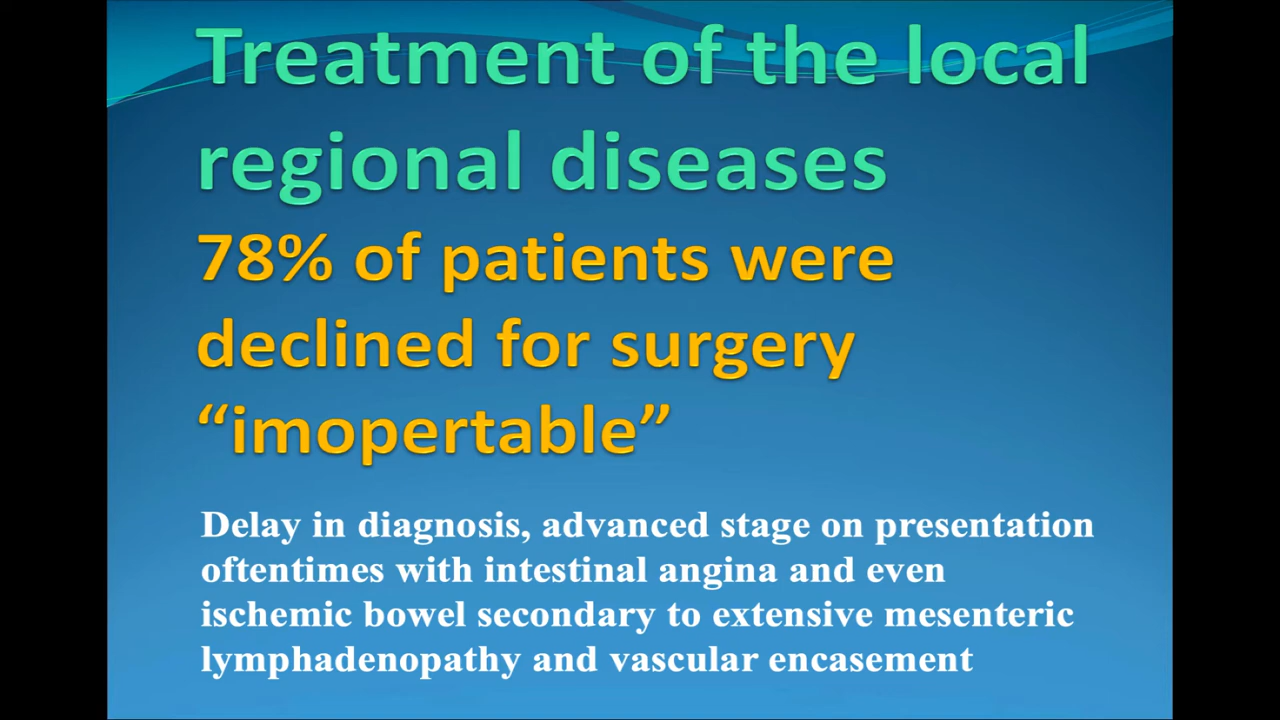 Treatment of the local
regional diseases
78% of patients were
declined for surgery
“imopertable”
Delay in diagnosis, advanced stage on presentation
oftentimes with intestinal angina and even
ischemic bowel secondary to extensive mesenteric
lymphadenopathy and vascular encasement